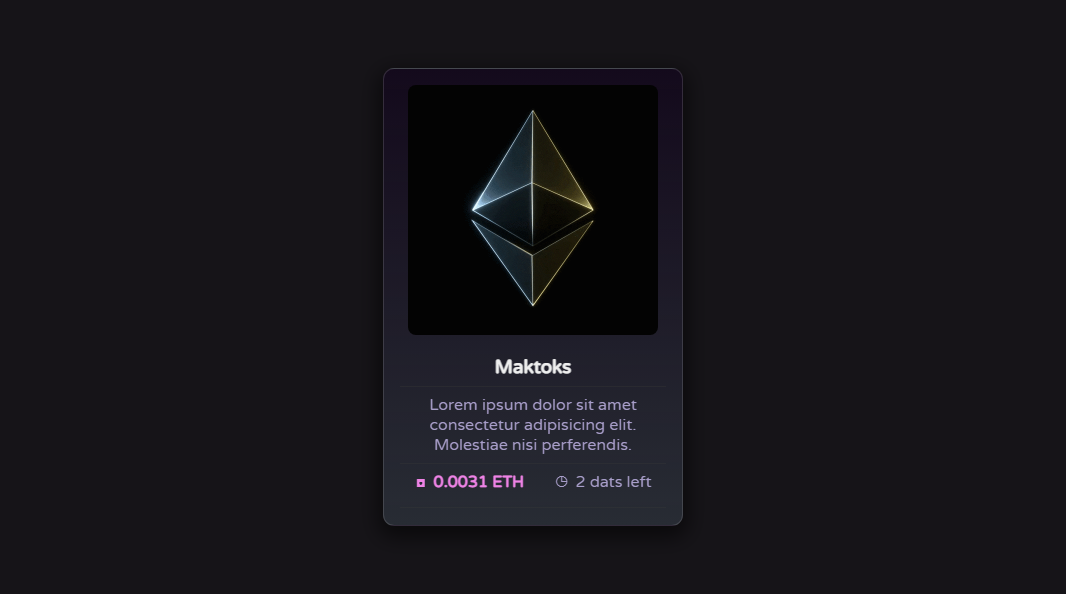 Maktoks
Lorem ipsum dolor sit amet
consectetur adipisicing elit.
Molestiae nisi perferendis.
◘ 0.0031 ETH ◷ 2 dats left